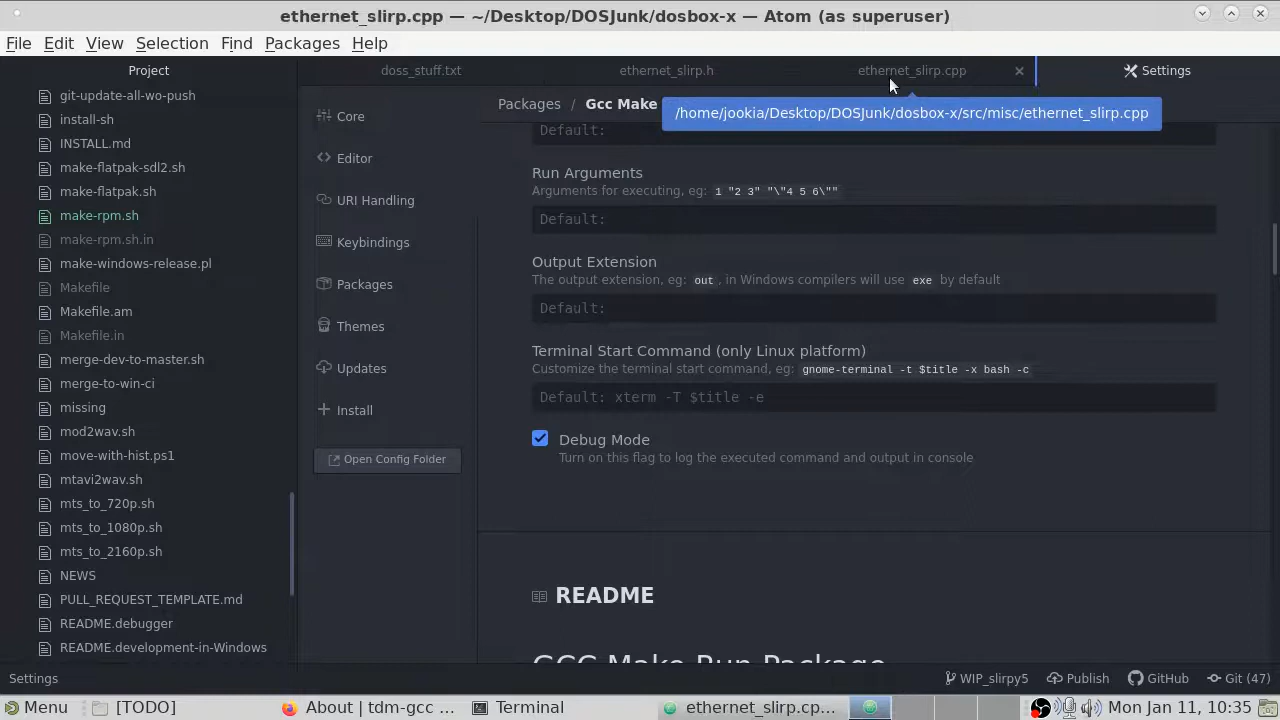 ethernet_slirp.cpp — ~/Desktop/DOSJunk/dosbox-x — Atom (as superuser)
File Edit View Selection Find Packages Help
Project
git-update-all-wo-push
install-sh
INSTALL.md
make-flatpak-sdl2.sh
make-flatpak.sh
make-rpm.sh
make-rpm.sh.in
make-windows-release.pl
Makefile
Makefile.am
Makefile.in
merge-dev-to-master.sh
merge-to-win-ci
missing
mod2wav.sh
move-with-hist.ps1
mtavi2wav.sh
mts_to_720p.sh
mts_to_1080p.sh
mts_to_2160p.sh
NEWS
PULL_REQUEST_TEMPLATE.md
README.debugger
README.development-in-Windows
doss_stuff.txt ethernet_slirp.h ethernet_slirp.cpp Settings
Core
Editor
URI Handling
Keybindings
Packages
Themes
Updates
Install
Open Config Folder
Packages / Gcc Make
/home/jookia/Desktop/DOSJunk/dosbox-x/src/misc/ethernet_slirp.cpp
Default:
Run Arguments
Arguments for executing, eg: 1 "2 3" "\"4 5 6\""
Default:
Output Extension
The output extension, eg: out, in Windows compilers will use exe by default
Default:
Terminal Start Command (only Linux platform)
Customize the terminal start command, eg: gnome-terminal -t $title -x bash -c
Default: xterm -T $title -e
Debug Mode
Turn on this flag to log the executed command and output in console
README
GCC Make Run Package
Settings WIP_slirpy5 Publish GitHub Git (47)
Menu [TODO] About | tdm-gcc ... Terminal ethernet_slirp.cp... Mon Jan 11, 10:35